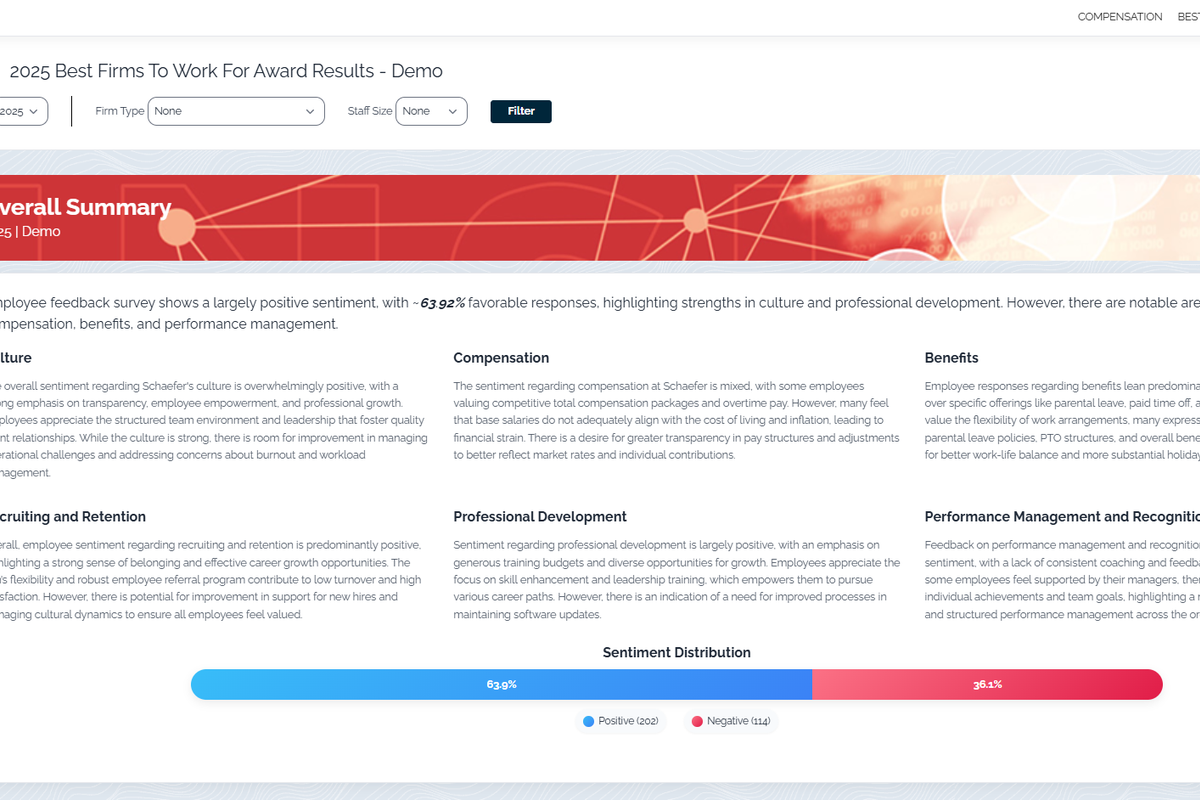 COMPENSATION BEST
2025 Best Firms To Work For Award Results - Demo
2025
Firm Type None
Staff Size None
Filter
verall Summary
25 | Demo
mployee feedback survey shows a largely positive sentiment, with ~63.92% favorable responses, highlighting strengths in culture and professional development. However, there are notable are
mpensation, benefits, and performance management.
lture
e overall sentiment regarding Schaefer's culture is overwhelmingly positive, with a
ong emphasis on transparency, employee empowerment, and professional growth.
ployees appreciate the structured team environment and leadership that foster quality
ent relationships. While the culture is strong, there is room for improvement in managing
erational challenges and addressing concerns about burnout and workload
nagement.
Compensation
The sentiment regarding compensation at Schaefer is mixed, with some employees
valuing competitive total compensation packages and overtime pay. However, many feel
that base salaries do not adequately align with the cost of living and inflation, leading to
financial strain. There is a desire for greater transparency in pay structures and adjustments
to better reflect market rates and individual contributions.
Benefits
Employee responses regarding benefits lean predomina
over specific offerings like parental leave, paid time off, a
value the flexibility of work arrangements, many express
parental leave policies, PTO structures, and overall bene
for better work-life balance and more substantial holiday
cruiting and Retention
erall, employee sentiment regarding recruiting and retention is predominantly positive,
hlighting a strong sense of belonging and effective career growth opportunities. The
n's flexibility and robust employee referral program contribute to low turnover and high
sfaction. However, there is potential for improvement in support for new hires and
naging cultural dynamics to ensure all employees feel valued.
Professional Development
Sentiment regarding professional development is largely positive, with an emphasis on
generous training budgets and diverse opportunities for growth. Employees appreciate the
focus on skill enhancement and leadership training, which empowers them to pursue
various career paths. However, there is an indication of a need for improved processes in
maintaining software updates.
Performance Management and Recognitio
Feedback on performance management and recognition
sentiment, with a lack of consistent coaching and feedba
some employees feel supported by their managers, ther
individual achievements and team goals, highlighting a n
and structured performance management across the or
Sentiment Distribution
63.9%
36.1%
Positive (202)
Negative (114)